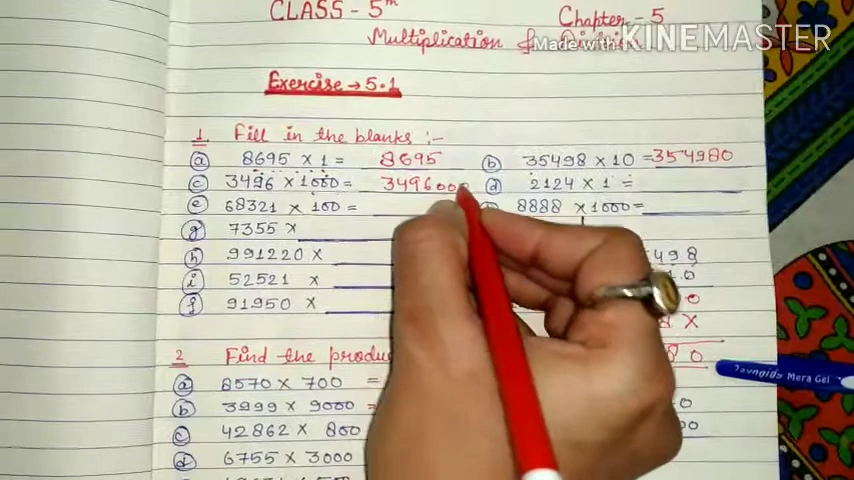 CLASS - 5th Chapter - 5
Multiplication &
Made with KINEMASTER
Exercise → 5.1
1 Fill in the blanks :-
a 8695 × 1 = 8695 b 35498 × 10 = 354980
c 3496 × 1000 = 349600 d 2124 × 1 =
e 68321 × 100 = 8888 × 1000 =
g 7355 ×
h 991220 ×
i 52521 ×
j 91950 ×
2 Find the produc
a 8570 × 700 =
b 3999 × 9000 =
c 42862 × 800
d 6755 × 3000